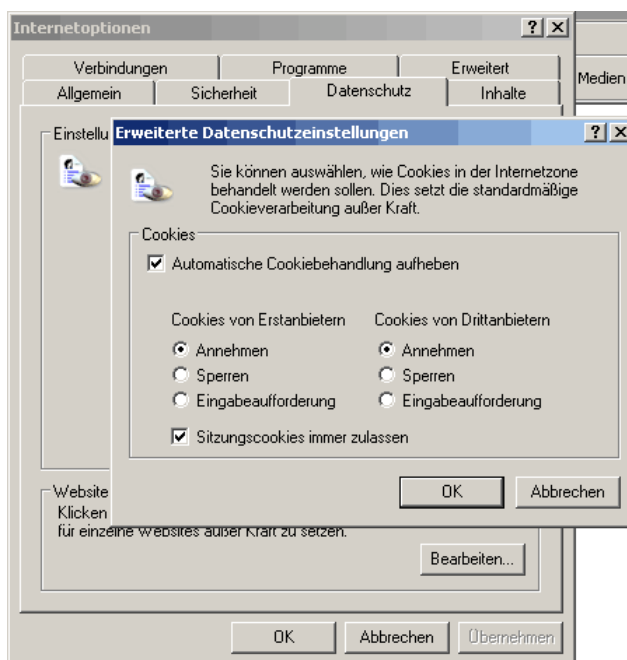 Internetoptionen
Verbindungen Programme Erweitert
Allgemein Sicherheit Datenschutz Inhalte
Medien
Einstellu
Erweiterte Datenschutzeinstellungen
Sie können auswählen, wie Cookies in der Internetzone
behandelt werden sollen. Dies setzt die standardmäßige
Cookieverarbeitung außer Kraft.
Cookies
Automatische Cookiebehandlung aufheben
Cookies von Erstanbietern Cookies von Drittanbietern
Annehmen Annehmen
Sperren Sperren
Eingabeaufforderung Eingabeaufforderung
Sitzungscookies immer zulassen
OK Abbrechen
Website
Klicken
für einzelne Websites außer Kraft zu setzen.
Bearbeiten...
OK Abbrechen Übernehmen